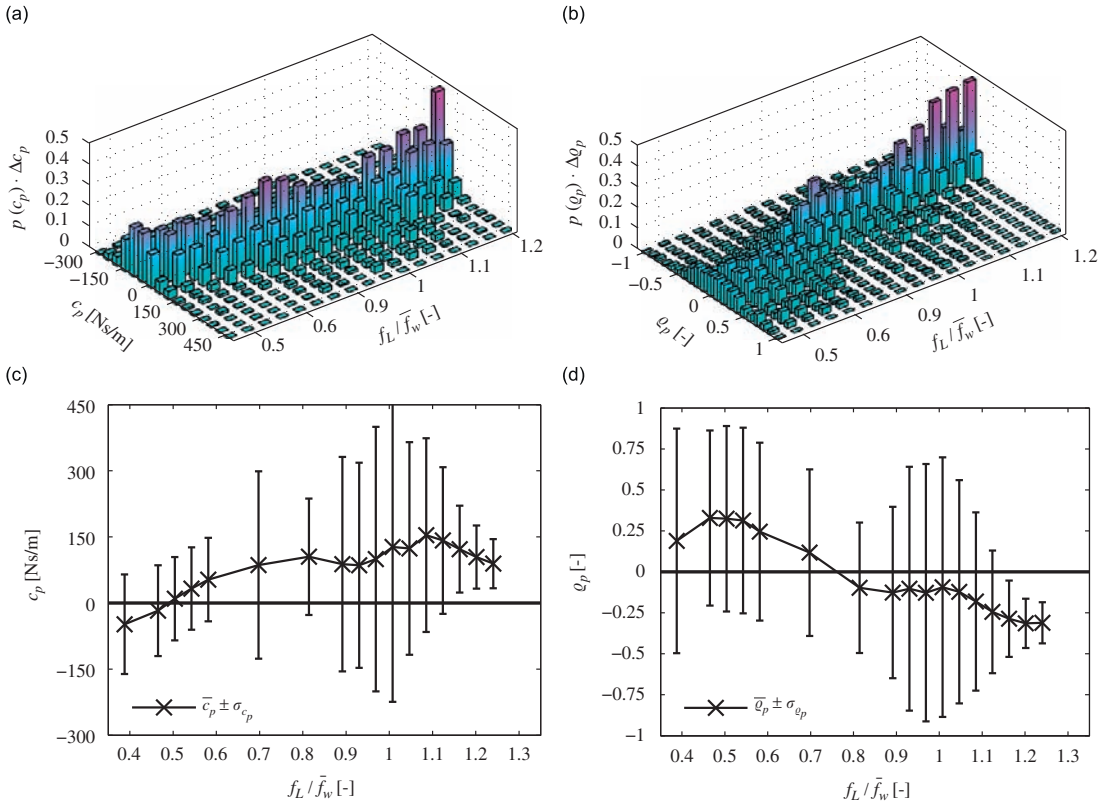 (a)
0.5
0.4
0.3
0.2
0.1
0
p (c_p) · Δc_p
−300
−150
0
150
300
450
c_p [Ns/m]
0.5
0.6
0.9
1
1.1
1.2
f_L / f̅_w [-]
(b)
0.5
0.4
0.3
0.2
0.1
0
p (ϱ_p) · Δϱ_p
−1
−0.5
0
0.5
1
ϱ_p [-]
0.5
0.6
0.9
1
1.1
1.2
f_L / f̅_w [-]
(c)
450
300
150
0
−150
−300
c_p [Ns/m]
c̅_p ± σ_{c_p}
0.4 0.5 0.6 0.7 0.8 0.9 1 1.1 1.2 1.3
f_L / f̅_w [-]
(d)
1
0.75
0.5
0.25
0
−0.25
−0.5
−0.75
−1
ϱ_p [-]
ϱ̅_p ± σ_{ϱ_p}
0.4 0.5 0.6 0.7 0.8 0.9 1 1.1 1.2 1.3
f_L / f̅_w [-]